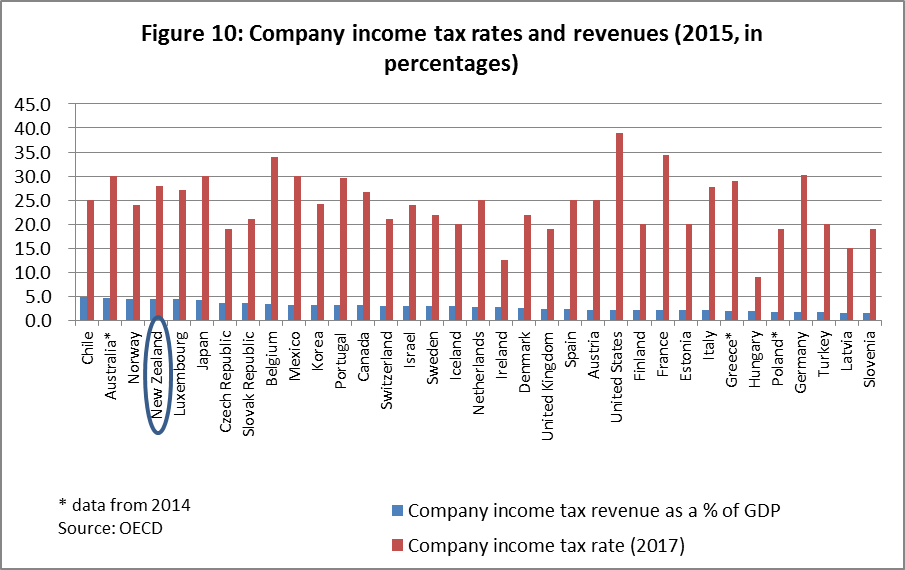 Figure 10: Company income tax rates and revenues (2015, in
percentages)
45.0
40.0
35.0
30.0
25.0
20.0
15.0
10.0
5.0
0.0
Chile
Australia*
Norway
New Zealand
Luxembourg
Japan
Czech Republic
Slovak Republic
Belgium
Mexico
Korea
Portugal
Canada
Switzerland
Israel
Sweden
Iceland
Netherlands
Ireland
Denmark
United Kingdom
Spain
Austria
United States
Finland
France
Estonia
Italy
Greece*
Hungary
Poland*
Germany
Turkey
Latvia
Slovenia
* data from 2014
Source: OECD
Company income tax revenue as a % of GDP
Company income tax rate (2017)